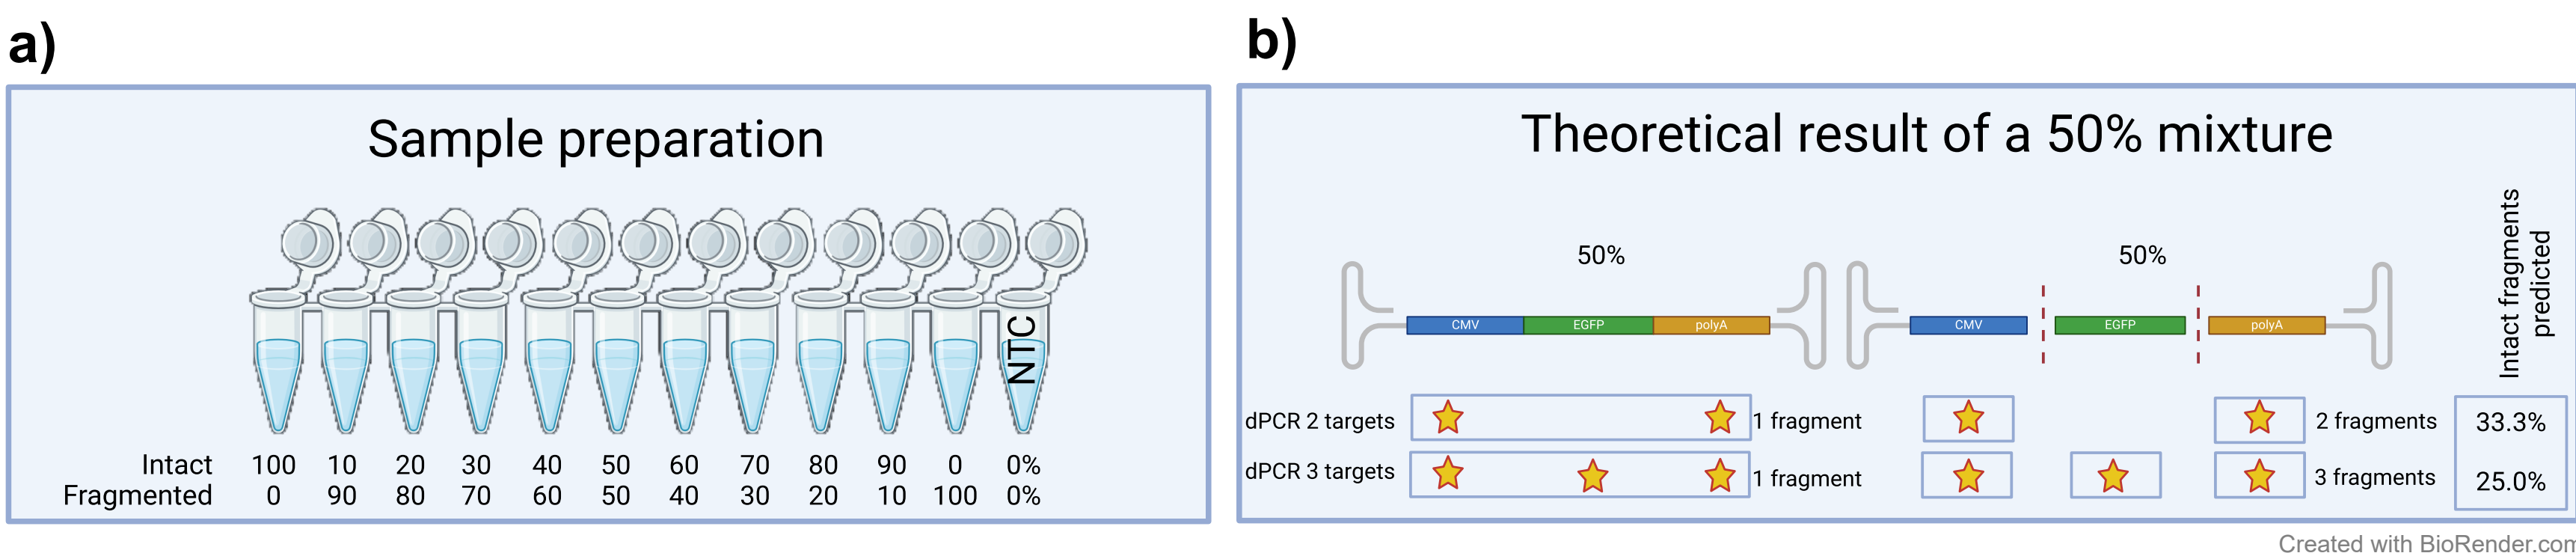 a)
Sample preparation
NTC
Intact 100 10 20 30 40 50 60 70 80 90 0 0%
Fragmented 0 90 80 70 60 50 40 30 20 10 100 0%
b)
Theoretical result of a 50% mixture
50% 50%
Intact fragments
predicted
CMV EGFP polyA CMV EGFP polyA
dPCR 2 targets 1 fragment 2 fragments 33.3%
dPCR 3 targets 1 fragment 3 fragments 25.0%
Created with BioRender.com